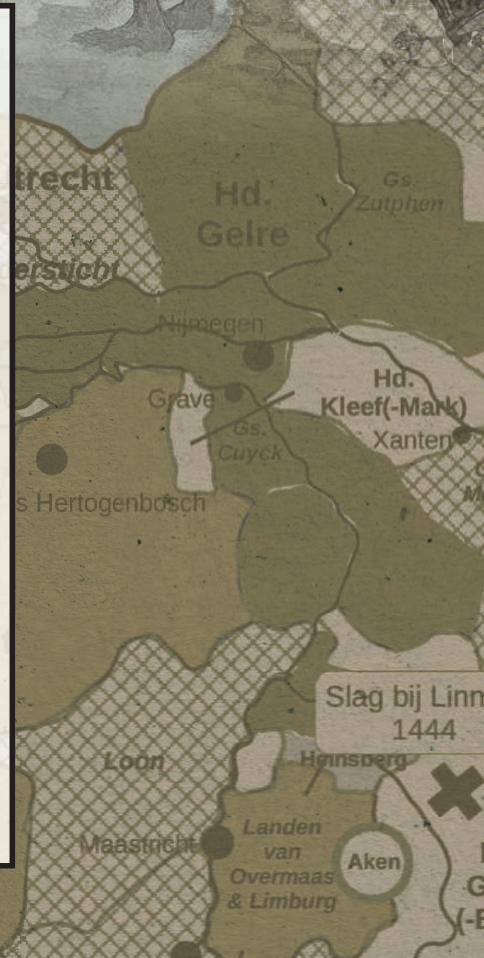 trecht
Gs.
Zutphen
Hd.
Gelre
ersticht
Nijmegen
Hd.
Kleef(-Mark)
Grave
Gs.
Cuyck
Xanten
s Hertogenbosch
Slag bij Linn
1444
Loon
Heinsberg
Maastricht
Landen
van
Overmaas
& Limburg
Aken
G
(-B